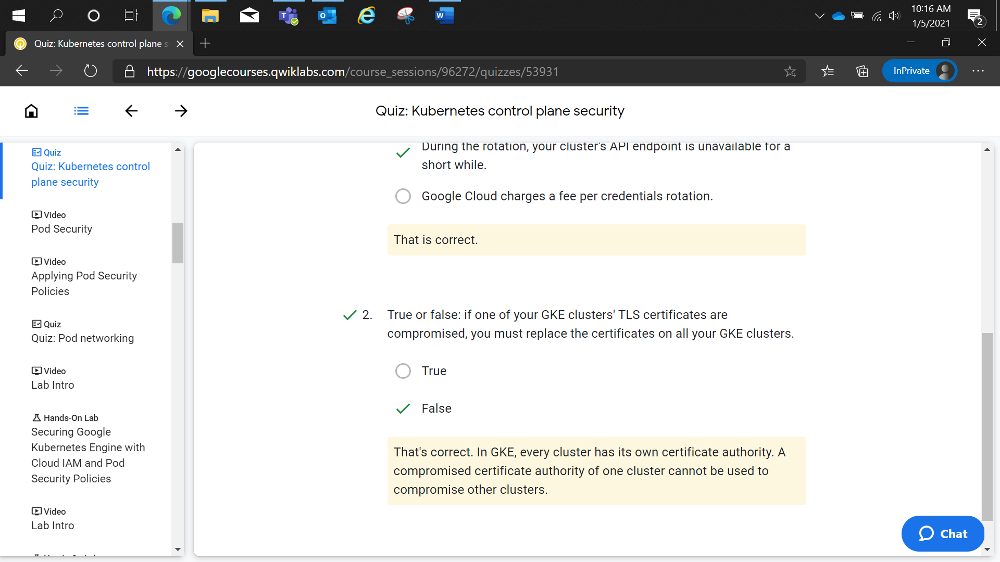 10:16 AM
1/5/2021
2
Quiz: Kubernetes control plane s
https://googlecourses.qwiklabs.com/course_sessions/96272/quizzes/53931
InPrivate
Quiz: Kubernetes control plane security
Quiz
Quiz: Kubernetes control
plane security
Video
Pod Security
Video
Applying Pod Security
Policies
Quiz
Quiz: Pod networking
Video
Lab Intro
Hands-On Lab
Securing Google
Kubernetes Engine with
Cloud IAM and Pod
Security Policies
Video
Lab Intro
During the rotation, your cluster's API endpoint is unavailable for a
short while.
Google Cloud charges a fee per credentials rotation.
That is correct.
2. True or false: if one of your GKE clusters' TLS certificates are
compromised, you must replace the certificates on all your GKE clusters.
True
False
That's correct. In GKE, every cluster has its own certificate authority. A
compromised certificate authority of one cluster cannot be used to
compromise other clusters.
Chat